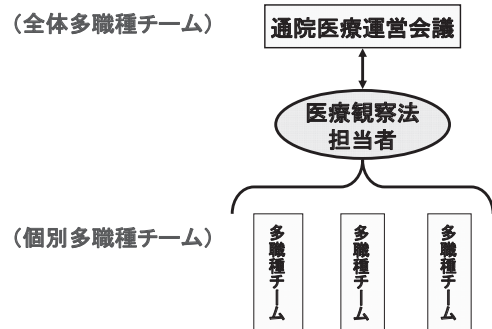 （全体多職種チーム）
通院医療運営会議
医療観察法
担当者
（個別多職種チーム）
多職種チーム
多職種チーム
多職種チーム